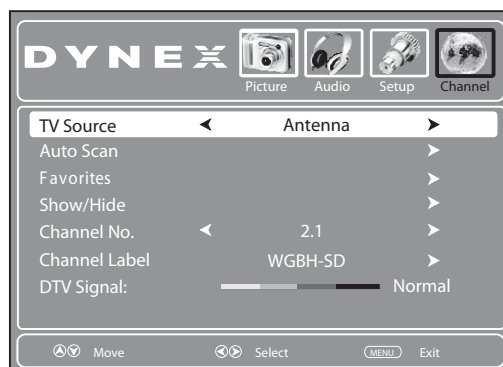 DYNEX
Picture Audio Setup Channel
TV Source Antenna
Auto Scan
Favorites
Show/Hide
Channel No. 2.1
Channel Label WGBH-SD
DTV Signal: Normal
Move Select MENU Exit